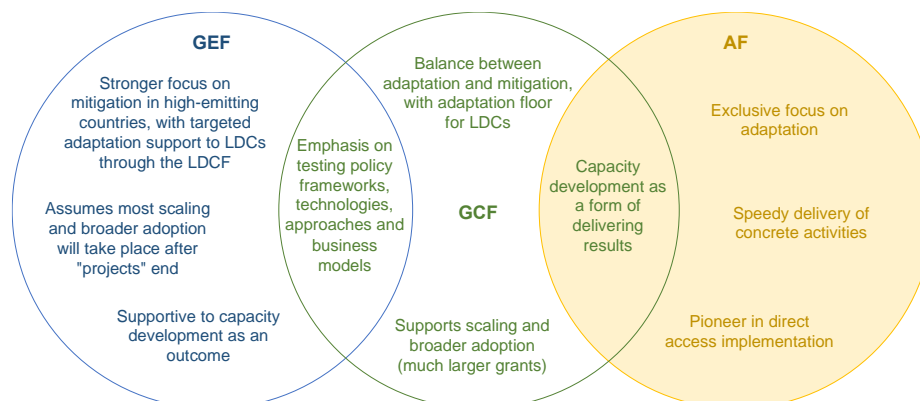 GEF
Stronger focus on
mitigation in high-emitting
countries, with targeted
adaptation support to LDCs
through the LDCF
Assumes most scaling
and broader adoption
will take place after
"projects" end
Supportive to capacity
development as an
outcome
Emphasis on
testing policy
frameworks,
technologies,
approaches and
business
models
Balance between
adaptation and mitigation,
with adaptation floor
for LDCs
GCF
Supports scaling and
broader adoption
(much larger grants)
Capacity
development as
a form of
delivering
results
AF
Exclusive focus on
adaptation
Speedy delivery of
concrete activities
Pioneer in direct
access implementation